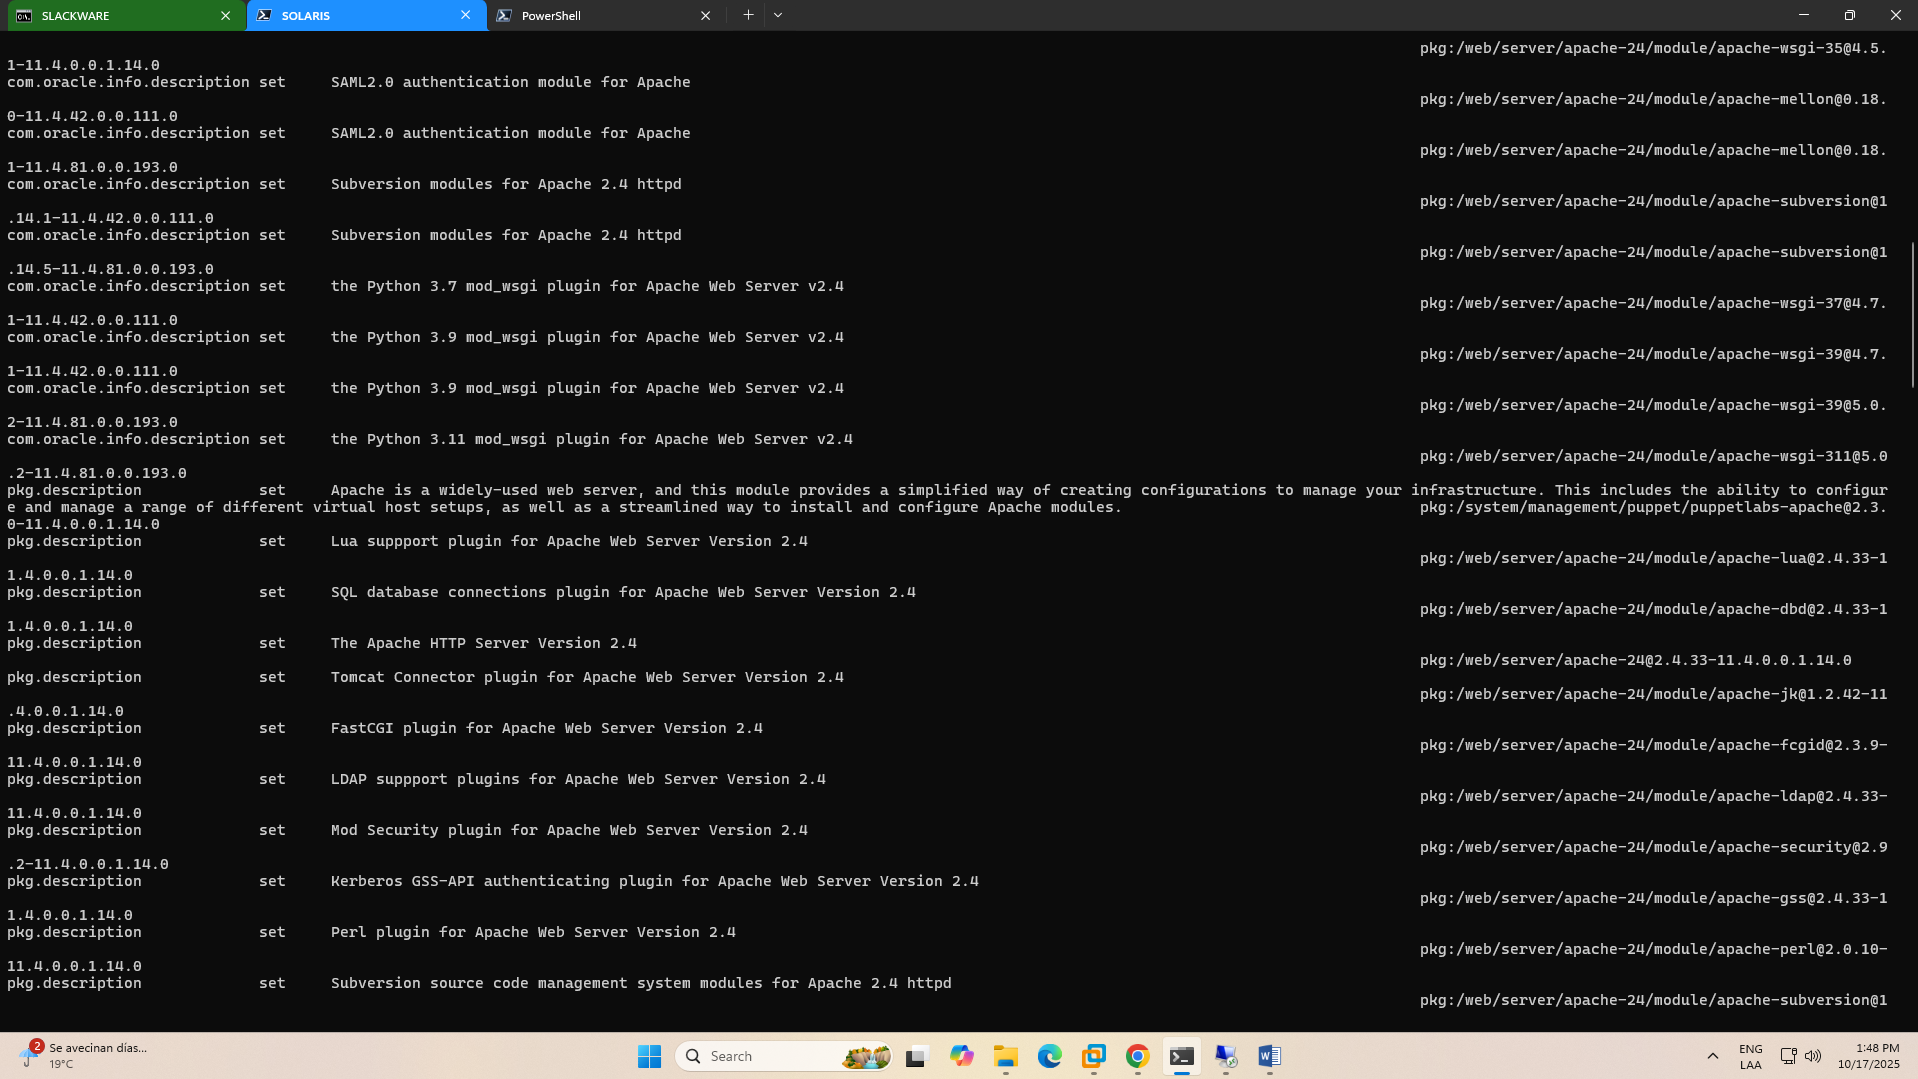 SLACKWARE
SOLARIS
PowerShell
pkg:/web/server/apache-24/module/apache-wsgi-35@4.5.
1-11.4.0.0.1.14.0
com.oracle.info.description set SAML2.0 authentication module for Apache
pkg:/web/server/apache-24/module/apache-mellon@0.18.
0-11.4.42.0.0.111.0
com.oracle.info.description set SAML2.0 authentication module for Apache
pkg:/web/server/apache-24/module/apache-mellon@0.18.
1-11.4.81.0.0.193.0
com.oracle.info.description set Subversion modules for Apache 2.4 httpd
pkg:/web/server/apache-24/module/apache-subversion@1
.14.1-11.4.42.0.0.111.0
com.oracle.info.description set Subversion modules for Apache 2.4 httpd
pkg:/web/server/apache-24/module/apache-subversion@1
.14.5-11.4.81.0.0.193.0
com.oracle.info.description set the Python 3.7 mod_wsgi plugin for Apache Web Server v2.4
pkg:/web/server/apache-24/module/apache-wsgi-37@4.7.
1-11.4.42.0.0.111.0
com.oracle.info.description set the Python 3.9 mod_wsgi plugin for Apache Web Server v2.4
pkg:/web/server/apache-24/module/apache-wsgi-39@4.7.
1-11.4.42.0.0.111.0
com.oracle.info.description set the Python 3.9 mod_wsgi plugin for Apache Web Server v2.4
pkg:/web/server/apache-24/module/apache-wsgi-39@5.0.
2-11.4.81.0.0.193.0
com.oracle.info.description set the Python 3.11 mod_wsgi plugin for Apache Web Server v2.4
pkg:/web/server/apache-24/module/apache-wsgi-311@5.0
.2-11.4.81.0.0.193.0
pkg.description set Apache is a widely-used web server, and this module provides a simplified way of creating configurations to manage your infrastructure. This includes the ability to configur
e and manage a range of different virtual host setups, as well as a streamlined way to install and configure Apache modules. pkg:/system/management/puppet/puppetlabs-apache@2.3.
0-11.4.0.0.1.14.0
pkg.description set Lua suppport plugin for Apache Web Server Version 2.4
pkg:/web/server/apache-24/module/apache-lua@2.4.33-1
1.4.0.0.1.14.0
pkg.description set SQL database connections plugin for Apache Web Server Version 2.4
pkg:/web/server/apache-24/module/apache-dbd@2.4.33-1
1.4.0.0.1.14.0
pkg.description set The Apache HTTP Server Version 2.4
pkg:/web/server/apache-24@2.4.33-11.4.0.0.1.14.0
pkg.description set Tomcat Connector plugin for Apache Web Server Version 2.4
pkg:/web/server/apache-24/module/apache-jk@1.2.42-11
.4.0.0.1.14.0
pkg.description set FastCGI plugin for Apache Web Server Version 2.4
pkg:/web/server/apache-24/module/apache-fcgid@2.3.9-
11.4.0.0.1.14.0
pkg.description set LDAP suppport plugins for Apache Web Server Version 2.4
pkg:/web/server/apache-24/module/apache-ldap@2.4.33-
11.4.0.0.1.14.0
pkg.description set Mod Security plugin for Apache Web Server Version 2.4
pkg:/web/server/apache-24/module/apache-security@2.9
.2-11.4.0.0.1.14.0
pkg.description set Kerberos GSS-API authenticating plugin for Apache Web Server Version 2.4
pkg:/web/server/apache-24/module/apache-gss@2.4.33-1
1.4.0.0.1.14.0
pkg.description set Perl plugin for Apache Web Server Version 2.4
pkg:/web/server/apache-24/module/apache-perl@2.0.10-
11.4.0.0.1.14.0
pkg.description set Subversion source code management system modules for Apache 2.4 httpd
pkg:/web/server/apache-24/module/apache-subversion@1
2
Se avecinan días...
19°C
Search
ENG
LAA
1:48 PM
10/17/2025